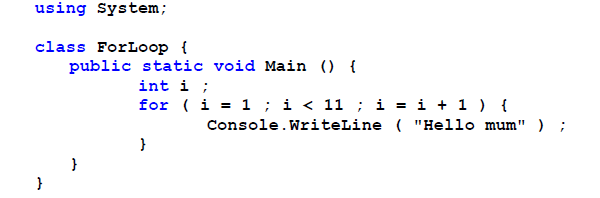 using System;
class ForLoop {
public static void Main () {
int i ;
for ( i = 1 ; i < 11 ; i = i + 1 ) {
Console.WriteLine ( "Hello mum" ) ;
}
}
}